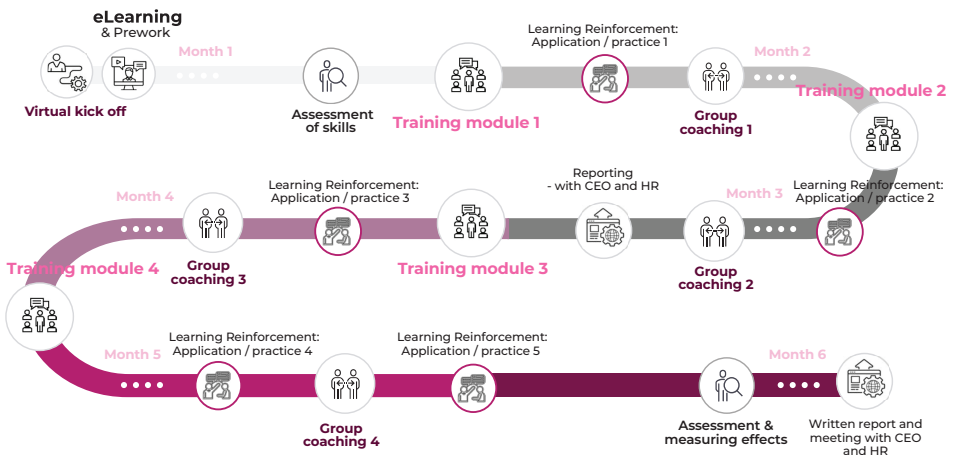 eLearning
& Prework
Virtual kick off
Month 1
Assessment
of skills
Training module 1
Learning Reinforcement:
Application / practice 1
Group
coaching 1
Month 2
Training module 2
Learning Reinforcement:
Application / practice 2
Month 3
Group
coaching 2
Reporting
- with CEO and HR
Training module 3
Learning Reinforcement:
Application / practice 3
Group
coaching 3
Month 4
Training module 4
Month 5
Learning Reinforcement:
Application / practice 4
Group
coaching 4
Learning Reinforcement:
Application / practice 5
Assessment &
measuring effects
Month 6
Written report and
meeting with CEO
and HR